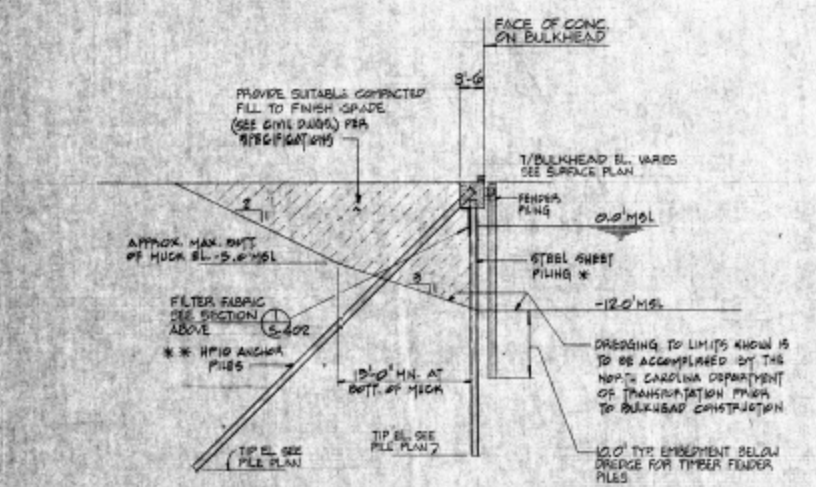 FACE OF CONC.
ON BULKHEAD
3'-6
PROVIDE SUITABLE COMPACTED
FILL TO FINISH GRADE
(SEE CIVIL DWGS.) PER
SPECIFICATIONS
T/BULKHEAD EL. VARIES
SEE SURFACE PLAN
FENDER
PILING
0.0' MSL
2
1
APPROX. MAX. BOTT.
OF MUCK EL. -5.6' MSL
STEEL SHEET
PILING *
3
1
FILTER FABRIC
SEE SECTION
ABOVE
1
S-402
-12.0' MSL
* * HP10 ANCHOR
PILES
15'-0" MN. AT
BOTT. OF MUCK
DREDGING TO LIMITS SHOWN IS
TO BE ACCOMPLISHED BY THE
NORTH CAROLINA DEPARTMENT
OF TRANSPORTATION PRIOR
TO BULKHEAD CONSTRUCTION
TIP EL. SEE
PILE PLAN
TIP EL. SEE
PILE PLAN
10.0' TYP. EMBEDMENT BELOW
DREDGE FOR TIMBER FENDER
PILES